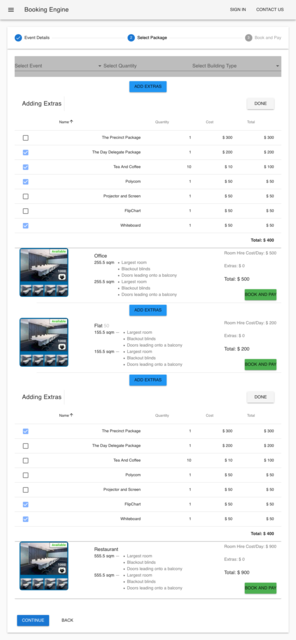 Booking Engine SIGN IN CONTACT US
Event Details 2 Select Package 3 Book and Pay
Select Event Select Quantity Select Building Type
ADD EXTRAS
Adding Extras DONE
Name Quantity Cost Total
The Precinct Package 1 $ 300 $ 300
The Day Delegate Package 1 $ 200 $ 200
Tea And Coffee 10 $ 10 $ 100
Polycom 1 $ 50 $ 50
Projector and Screen 1 $ 50 $ 50
FlipChart 1 $ 50 $ 50
Whiteboard 1 $ 50 $ 50
Total: $ 400
Office Room Hire Cost/Day: $ 500
250.5 sqm – • Largest room
• Blackout blinds Extras: $ 0
• Doors leading onto a balcony
250.5 sqm • Largest room Total: $ 500
• Blackout blinds
• Doors leading onto a balcony BOOK AND PAY
ADD EXTRAS
Flat Room Hire Cost/Day: $ 200
155.5 sqm – • Largest room
• Blackout blinds Extras: $ 0
• Doors leading onto a balcony
155.5 sqm – • Largest room Total: $ 200
• Blackout blinds
• Doors leading onto a balcony BOOK AND PAY
ADD EXTRAS
Adding Extras DONE
Name Quantity Cost Total
The Precinct Package 1 $ 300 $ 300
The Day Delegate Package 1 $ 200 $ 200
Tea And Coffee 10 $ 10 $ 100
Polycom 1 $ 50 $ 50
Projector and Screen 1 $ 50 $ 50
FlipChart 1 $ 50 $ 50
Whiteboard 1 $ 50 $ 50
Total: $ 400
Restaurant Room Hire Cost/Day: $ 900
505.5 sqm – • Largest room
• Blackout blinds Extras: $ 0
• Doors leading onto a balcony
505.5 sqm – • Largest room Total: $ 900
• Blackout blinds
• Doors leading onto a balcony BOOK AND PAY
CONTINUE BACK